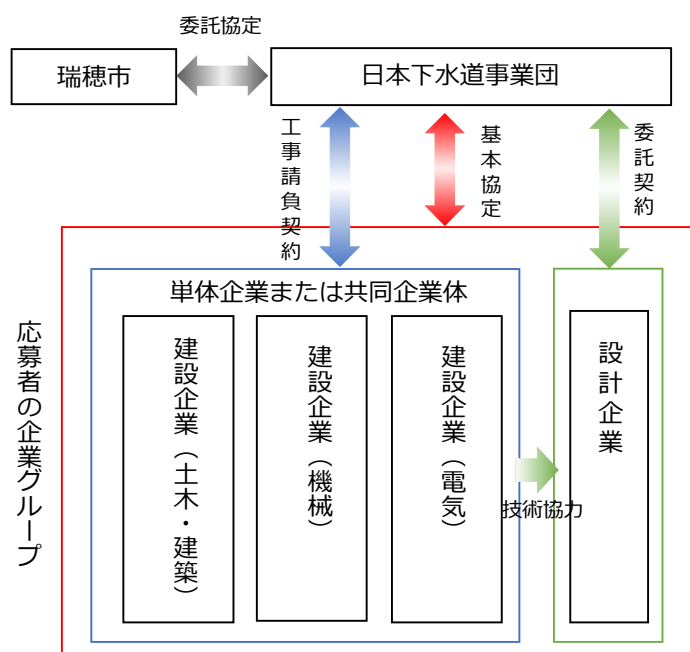 委託協定
瑞穂市
日本下水道事業団
工事請負契約
基本協定
委託契約
応募者の企業グループ
単体企業または共同企業体
建設企業（土木・建築）
建設企業（機械）
建設企業（電気）
設計企業
技術協力